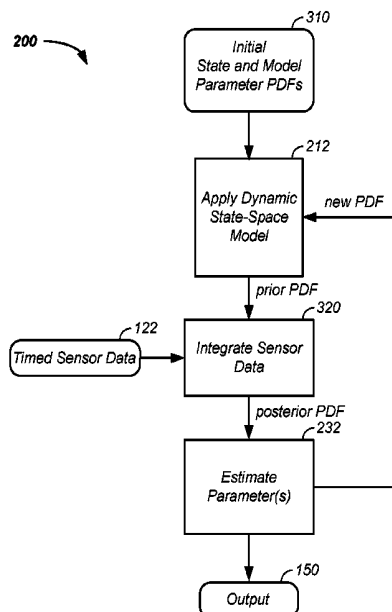 200
310
Initial
State and Model
Parameter PDFs
212
Apply Dynamic
State-Space
Model
new PDF
prior PDF
320
122
Timed Sensor Data
Integrate Sensor
Data
posterior PDF
232
Estimate
Parameter(s)
150
Output